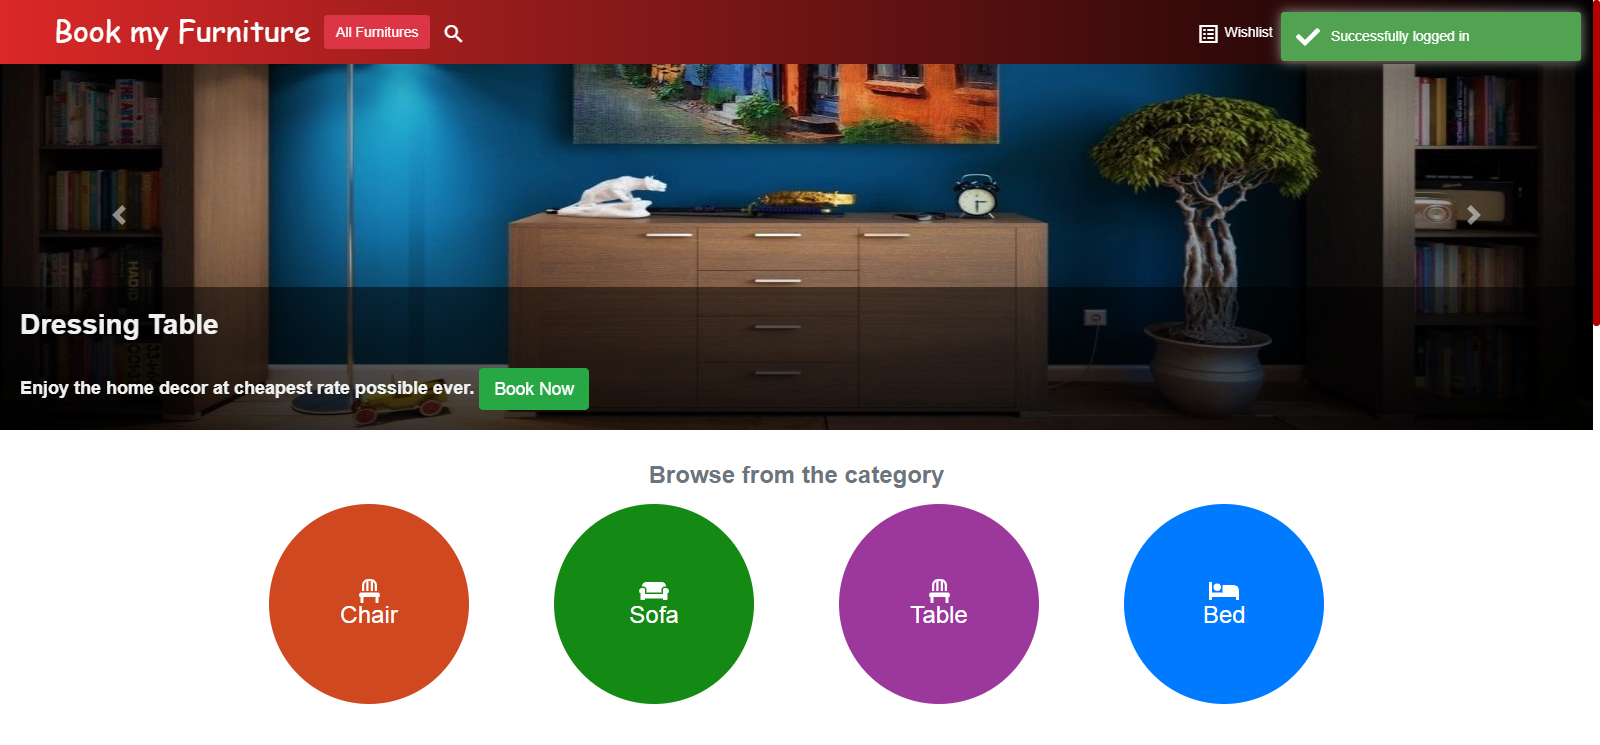 Book my Furniture
All Furnitures
Wishlist
Successfully logged in
Dressing Table
Enjoy the home decor at cheapest rate possible ever.
Book Now
Browse from the category
Chair
Sofa
Table
Bed